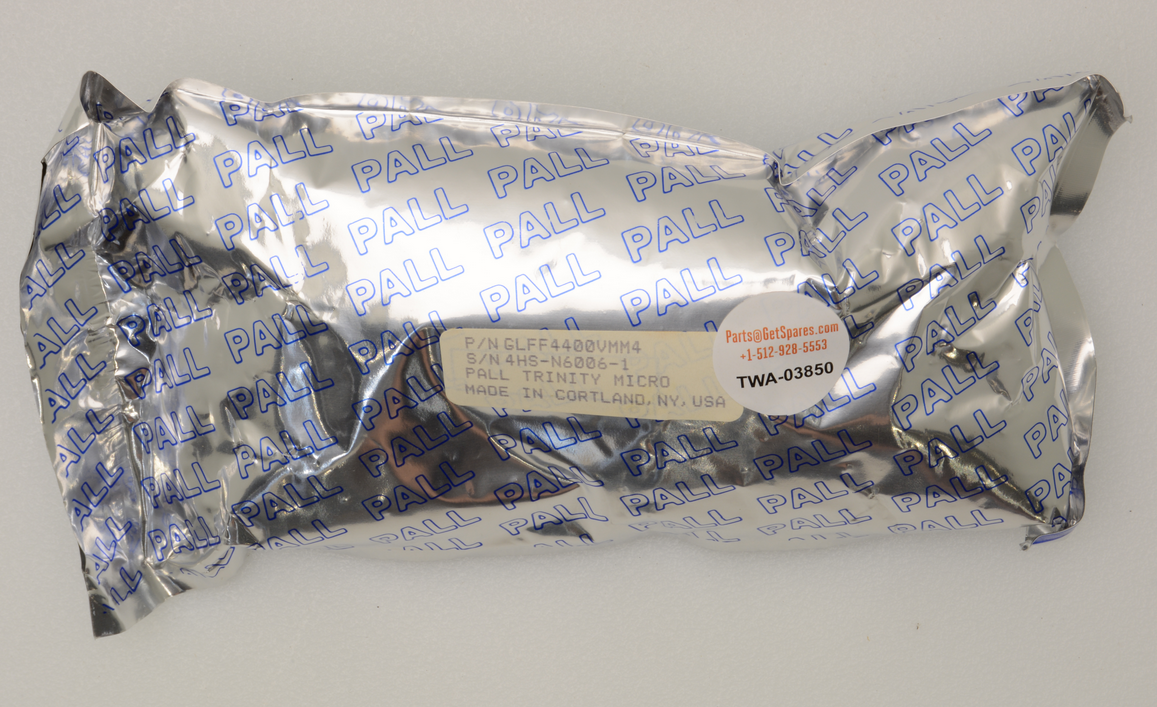 PALL
P/N GLFF4400VMM4
S/N 4HS-N6006-1
PALL TRINITY MICRO
MADE IN CORTLAND, NY, USA
Parts@GetSpares.com
+1-512-928-5553
TWA-03850